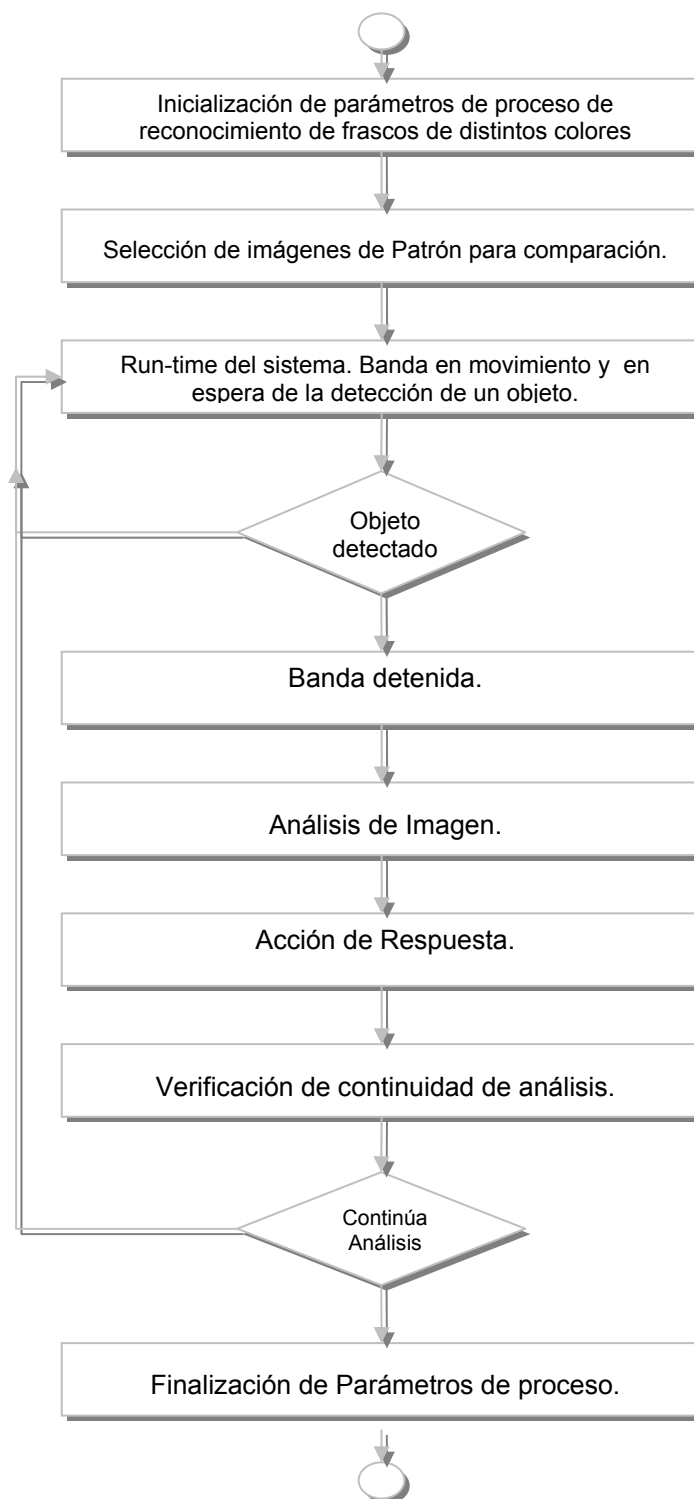 Inicialización de parámetros de proceso de
reconocimiento de frascos de distintos colores
Selección de imágenes de Patrón para comparación.
Run-time del sistema. Banda en movimiento y en
espera de la detección de un objeto.
Objeto
detectado
Banda detenida.
Análisis de Imagen.
Acción de Respuesta.
Verificación de continuidad de análisis.
Continúa
Análisis
Finalización de Parámetros de proceso.